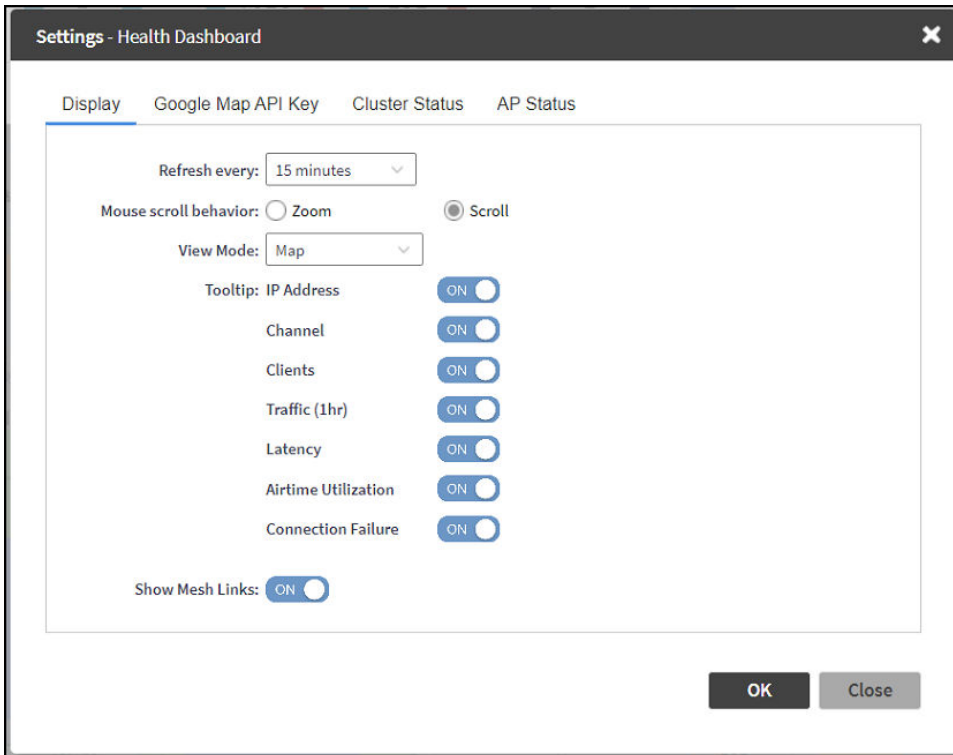 Settings - Health Dashboard
Display Google Map API Key Cluster Status AP Status
Refresh every: 15 minutes
Mouse scroll behavior: Zoom Scroll
View Mode: Map
Tooltip: IP Address ON
Channel ON
Clients ON
Traffic (1hr) ON
Latency ON
Airtime Utilization ON
Connection Failure ON
Show Mesh Links: ON
OK Close